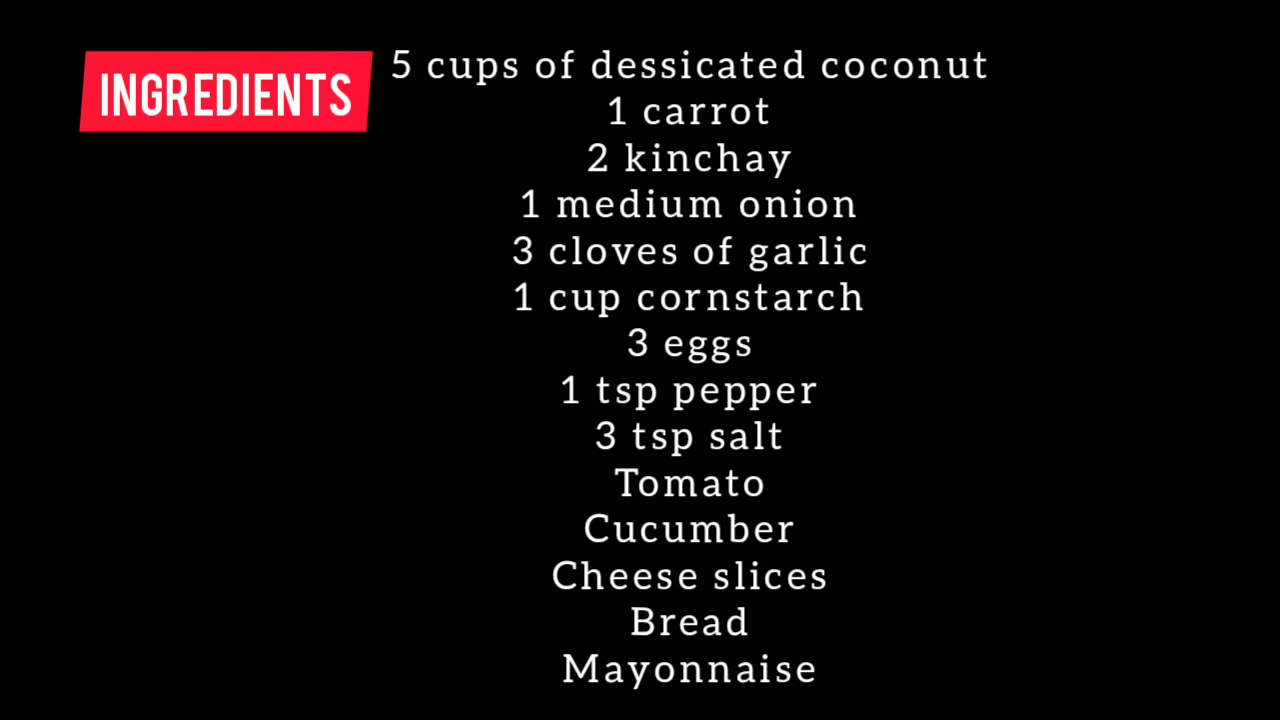 INGREDIENTS
5 cups of dessicated coconut
1 carrot
2 kinchay
1 medium onion
3 cloves of garlic
1 cup cornstarch
3 eggs
1 tsp pepper
3 tsp salt
Tomato
Cucumber
Cheese slices
Bread
Mayonnaise